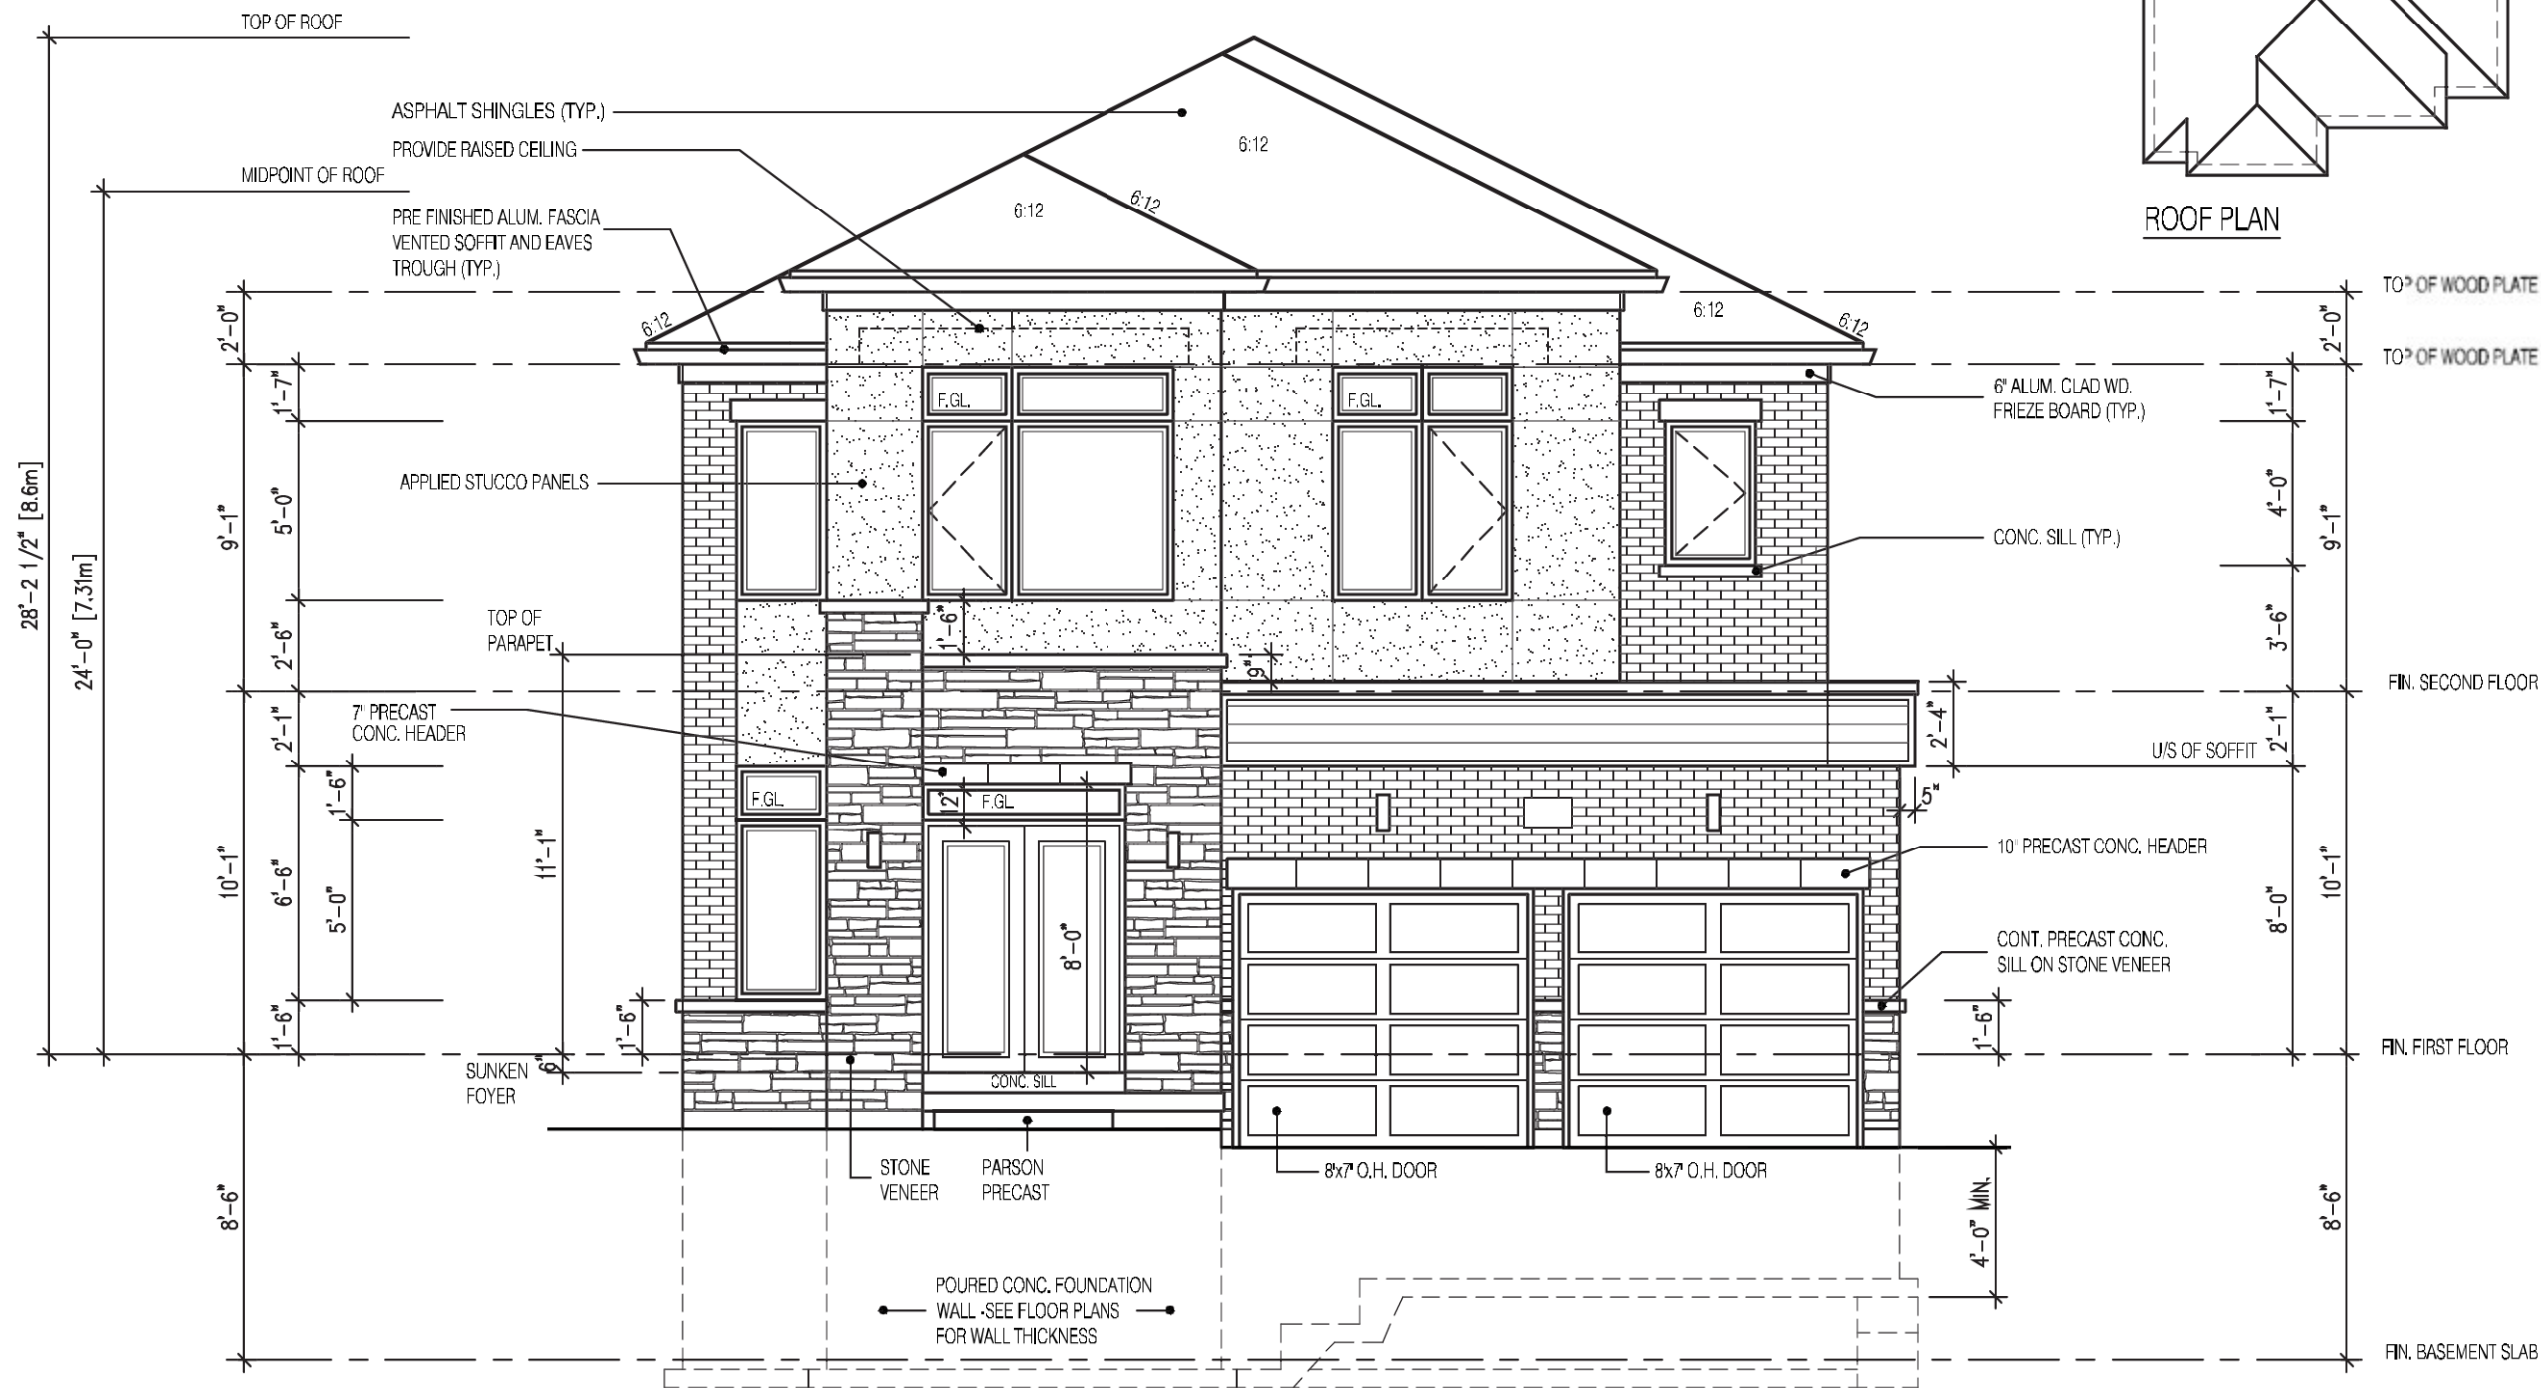 TOP OF ROOF
ASPHALT SHINGLES (TYP.)
PROVIDE RAISED CEILING
MIDPOINT OF ROOF
PRE FINISHED ALUM. FASCIA
VENTED SOFFIT AND EAVES
TROUGH (TYP.)
6:12
6:12
6:12
6:12
6:12
6:12
ROOF PLAN
TOP OF WOOD PLATE
TOP OF WOOD PLATE
6" ALUM. CLAD WD.
FRIEZE BOARD (TYP.)
F.GL.
F.GL.
APPLIED STUCCO PANELS
CONC. SILL (TYP.)
TOP OF
PARAPET
FIN. SECOND FLOOR
7" PRECAST
CONC. HEADER
U/S OF SOFFIT
F.GL
F.GL
10" PRECAST CONC. HEADER
CONT. PRECAST CONC.
SILL ON STONE VENEER
FIN. FIRST FLOOR
SUNKEN
FOYER
CONC. SILL
STONE
VENEER
PARSON
PRECAST
8'x7' O.H. DOOR
8'x7' O.H. DOOR
POURED CONC. FOUNDATION
WALL -SEE FLOOR PLANS
FOR WALL THICKNESS
FIN. BASEMENT SLAB
28'-2 1/2" [8.6m]
24'-0" [7.31m]
2'-0"
9'-1"
10'-1"
8'-6"
1'-7"
5'-0"
2'-6"
2'-1"
6'-6"
1'-6"
1'-6"
5'-0"
11'-1"
6"
1'-6"
1'-6"
9"
12"
8'-0"
2'-4"
5"
1'-6"
4'-0" MIN.
1'-7"
4'-0"
3'-6"
2'-1"
8'-0"
2'-0"
9'-1"
10'-1"
8'-6"